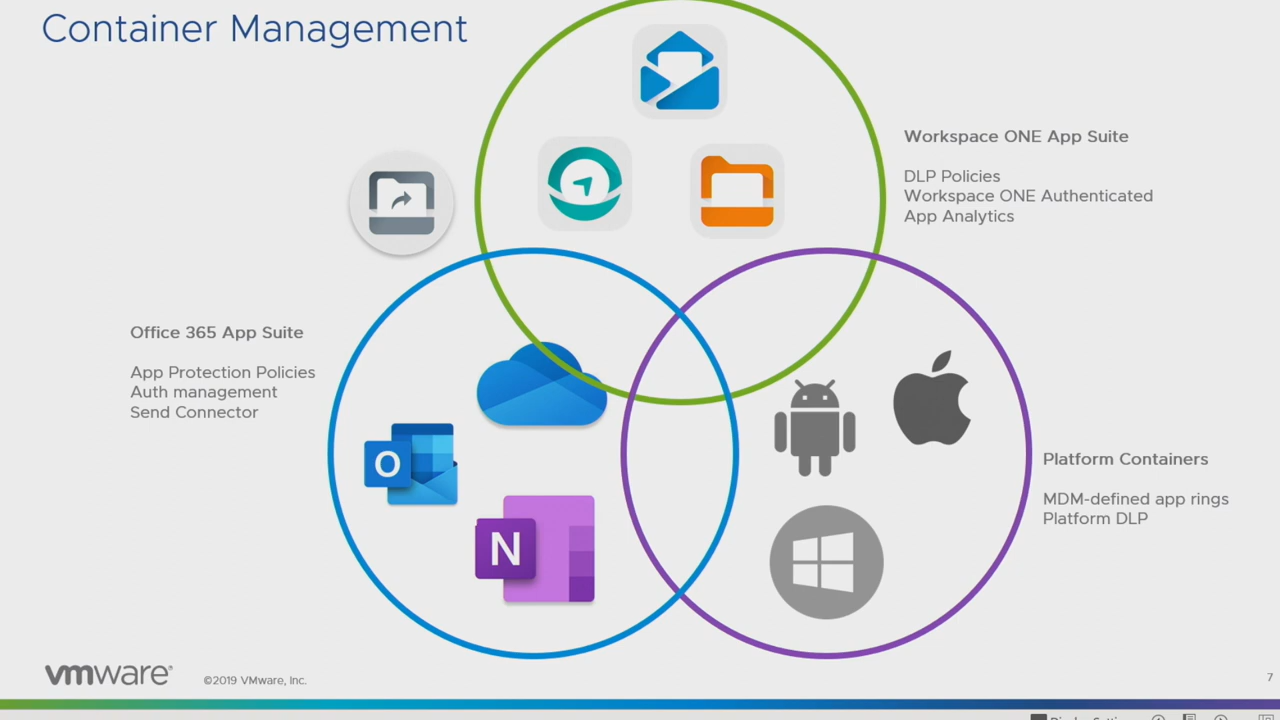 Container Management
Workspace ONE App Suite
DLP Policies
Workspace ONE Authenticated
App Analytics
Office 365 App Suite
App Protection Policies
Auth management
Send Connector
O
N
Platform Containers
MDM-defined app rings
Platform DLP
vmware®
©2019 VMware, Inc.
7